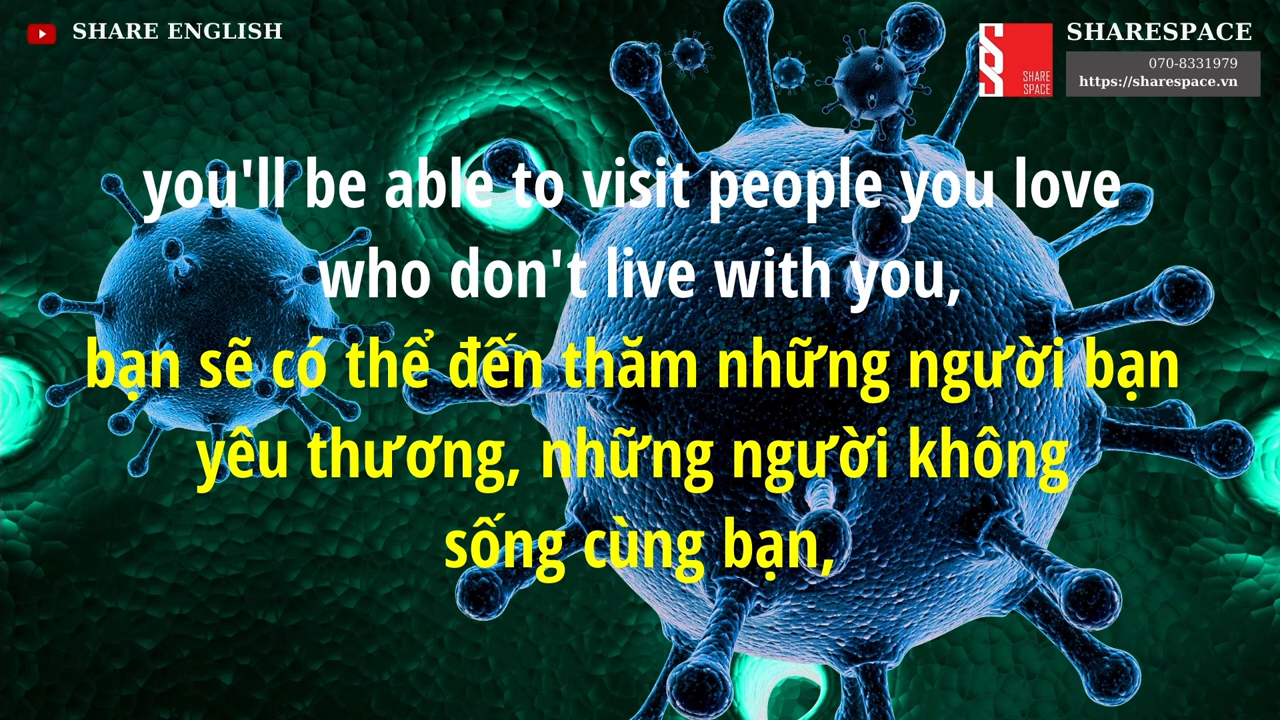 SHARE ENGLISH
SHARE
SPACE
SHARESPACE
070-8331979
https://sharespace.vn
you'll be able to visit people you love
who don't live with you,
bạn sẽ có thể đến thăm những người bạn
yêu thương, những người không
sống cùng bạn,